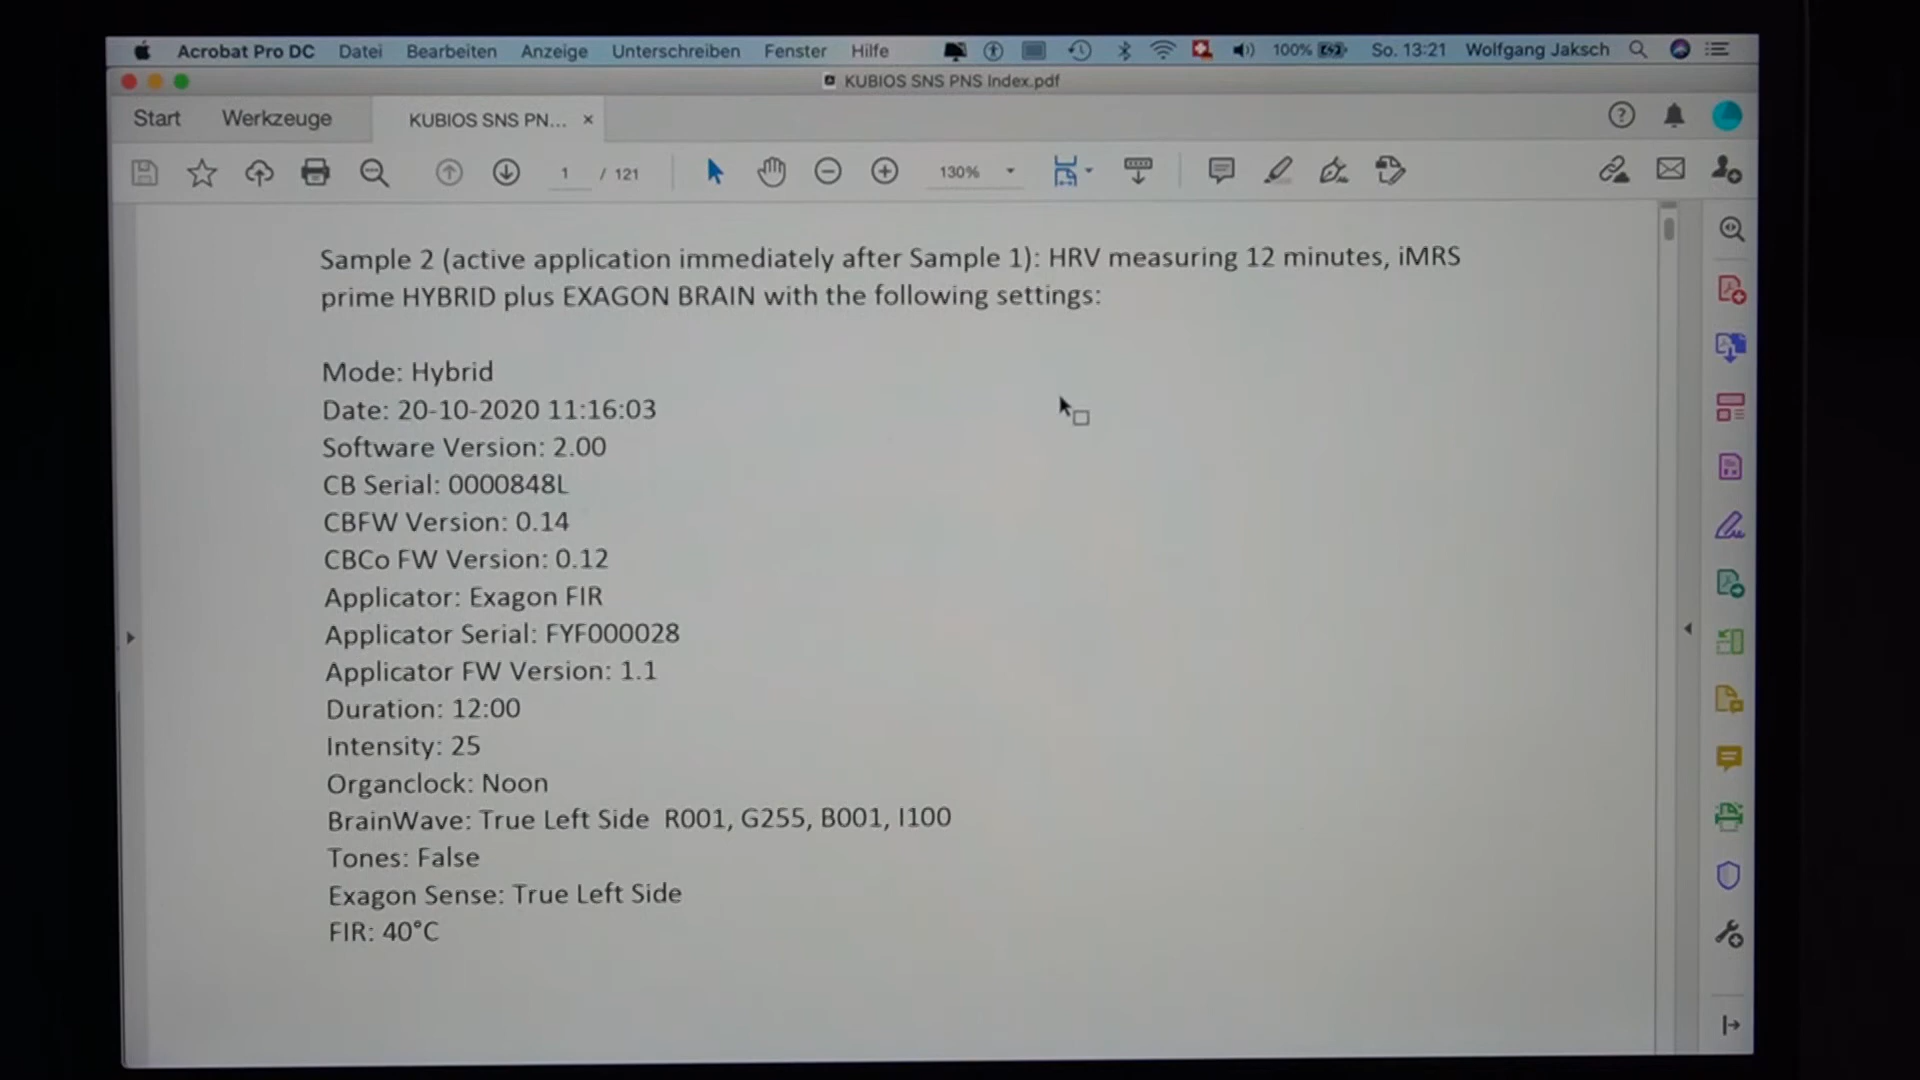 Acrobat Pro DC Datei Bearbeiten Anzeige Unterschreiben Fenster Hilfe 100% So. 13:21 Wolfgang Jaksch
KUBIOS SNS PNS Index.pdf
Start Werkzeuge KUBIOS SNS PN... ×
1 / 121 130%
Sample 2 (active application immediately after Sample 1): HRV measuring 12 minutes, iMRS
prime HYBRID plus EXAGON BRAIN with the following settings:
Mode: Hybrid
Date: 20-10-2020 11:16:03
Software Version: 2.00
CB Serial: 0000848L
CBFW Version: 0.14
CBCo FW Version: 0.12
Applicator: Exagon FIR
Applicator Serial: FYF000028
Applicator FW Version: 1.1
Duration: 12:00
Intensity: 25
Organclock: Noon
BrainWave: True Left Side R001, G255, B001, I100
Tones: False
Exagon Sense: True Left Side
FIR: 40°C